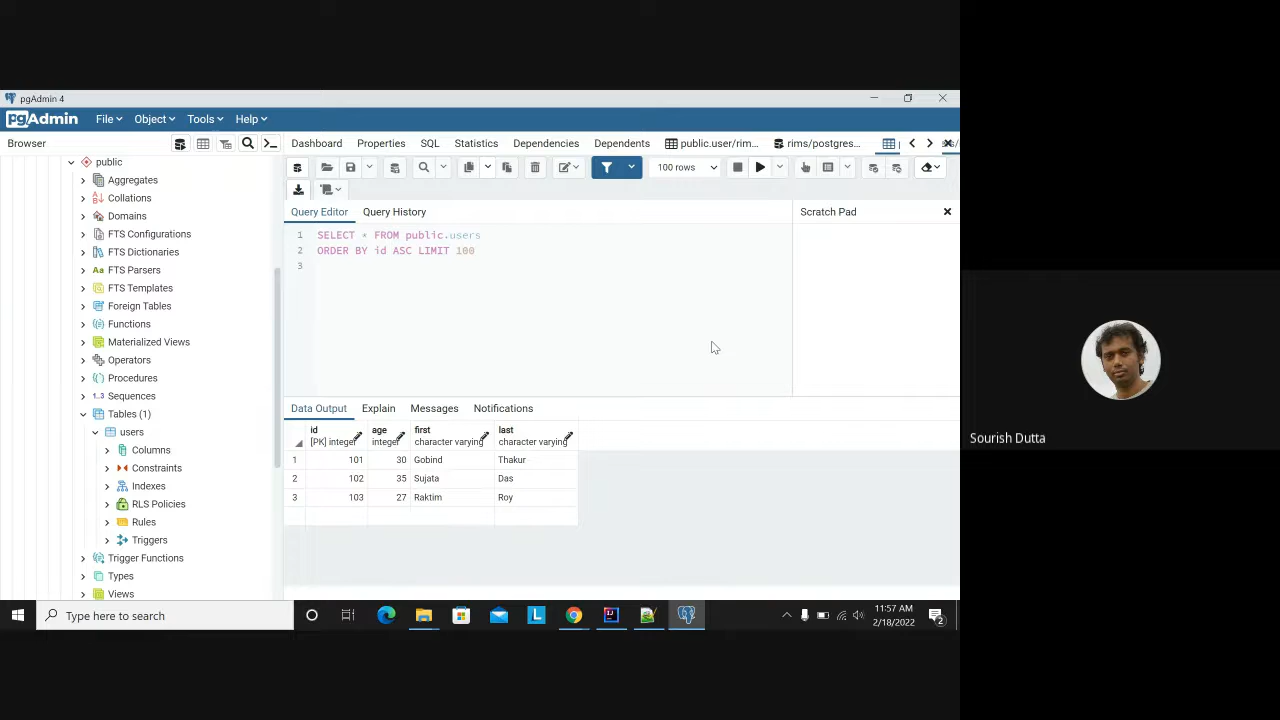 pgAdmin 4
pgAdmin File Object Tools Help
Browser
Dashboard Properties SQL Statistics Dependencies Dependents public.user/rim... rims/postgres...
100 rows
public
Aggregates
Collations
Domains
FTS Configurations
FTS Dictionaries
Aa FTS Parsers
FTS Templates
Foreign Tables
Functions
Materialized Views
Operators
Procedures
1..3 Sequences
Tables (1)
users
Columns
Constraints
Indexes
RLS Policies
Rules
Triggers
Trigger Functions
Types
Views
Query Editor Query History
Scratch Pad
1 SELECT * FROM public.users
2 ORDER BY id ASC LIMIT 100
3
Data Output Explain Messages Notifications
id age first last
[PK] integer integer character varying character varying
1 101 30 Gobind Thakur
2 102 35 Sujata Das
3 103 27 Raktim Roy
Sourish Dutta
Type here to search
L
11:57 AM
2/18/2022
2